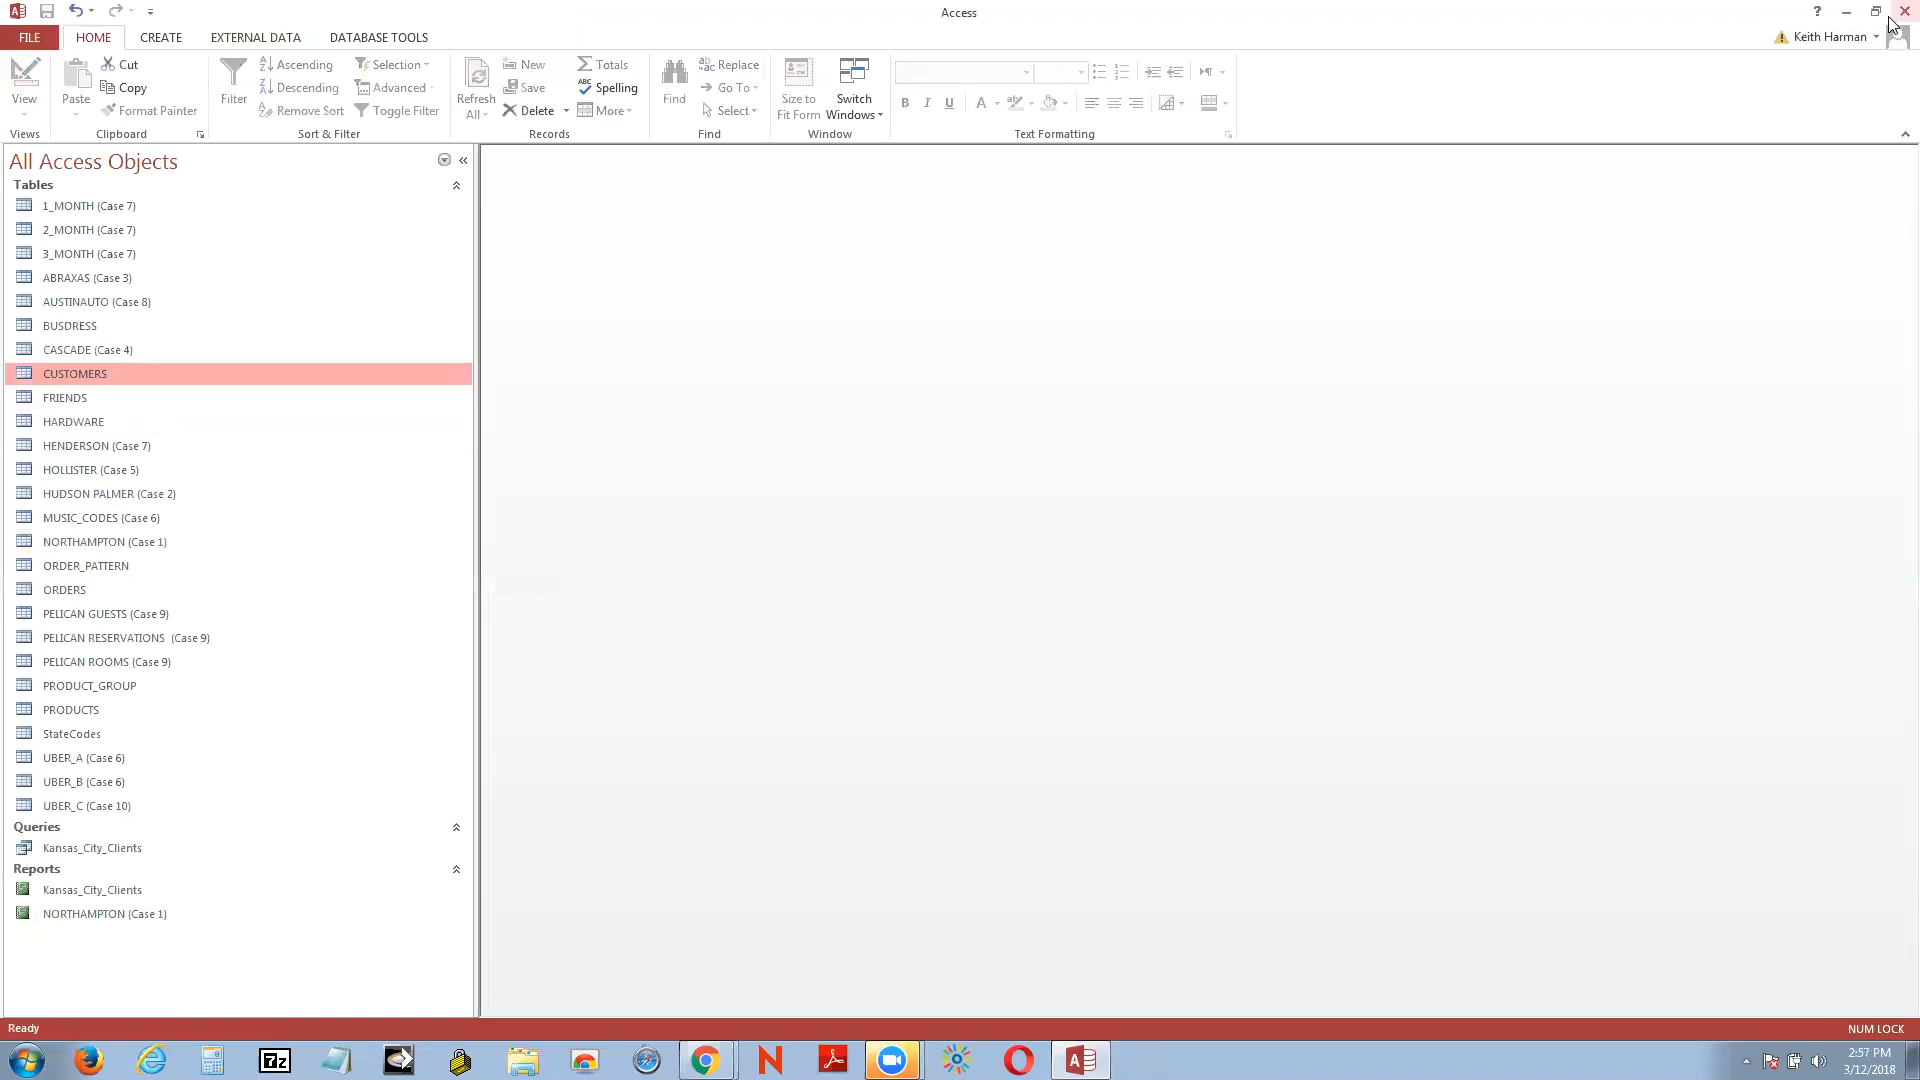 Access
?
FILE HOME CREATE EXTERNAL DATA DATABASE TOOLS Keith Harman
View
Views
Paste
Cut
Copy
Format Painter
Clipboard
Filter
Ascending
Descending
Remove Sort
Selection
Advanced
Toggle Filter
Sort & Filter
Refresh
All
New
Save
Delete
Totals
Spelling
More
Records
Find
Replace
Go To
Select
Find
Size to
Fit Form
Switch
Windows
Window
B I U A
Text Formatting
All Access Objects
Tables
1_MONTH (Case 7)
2_MONTH (Case 7)
3_MONTH (Case 7)
ABRAXAS (Case 3)
AUSTINAUTO (Case 8)
BUSDRESS
CASCADE (Case 4)
CUSTOMERS
FRIENDS
HARDWARE
HENDERSON (Case 7)
HOLLISTER (Case 5)
HUDSON PALMER (Case 2)
MUSIC_CODES (Case 6)
NORTHAMPTON (Case 1)
ORDER_PATTERN
ORDERS
PELICAN GUESTS (Case 9)
PELICAN RESERVATIONS  (Case 9)
PELICAN ROOMS (Case 9)
PRODUCT_GROUP
PRODUCTS
StateCodes
UBER_A (Case 6)
UBER_B (Case 6)
UBER_C (Case 10)
Queries
Kansas_City_Clients
Reports
Kansas_City_Clients
NORTHAMPTON (Case 1)
Ready NUM LOCK
7z
2:57 PM
3/12/2018